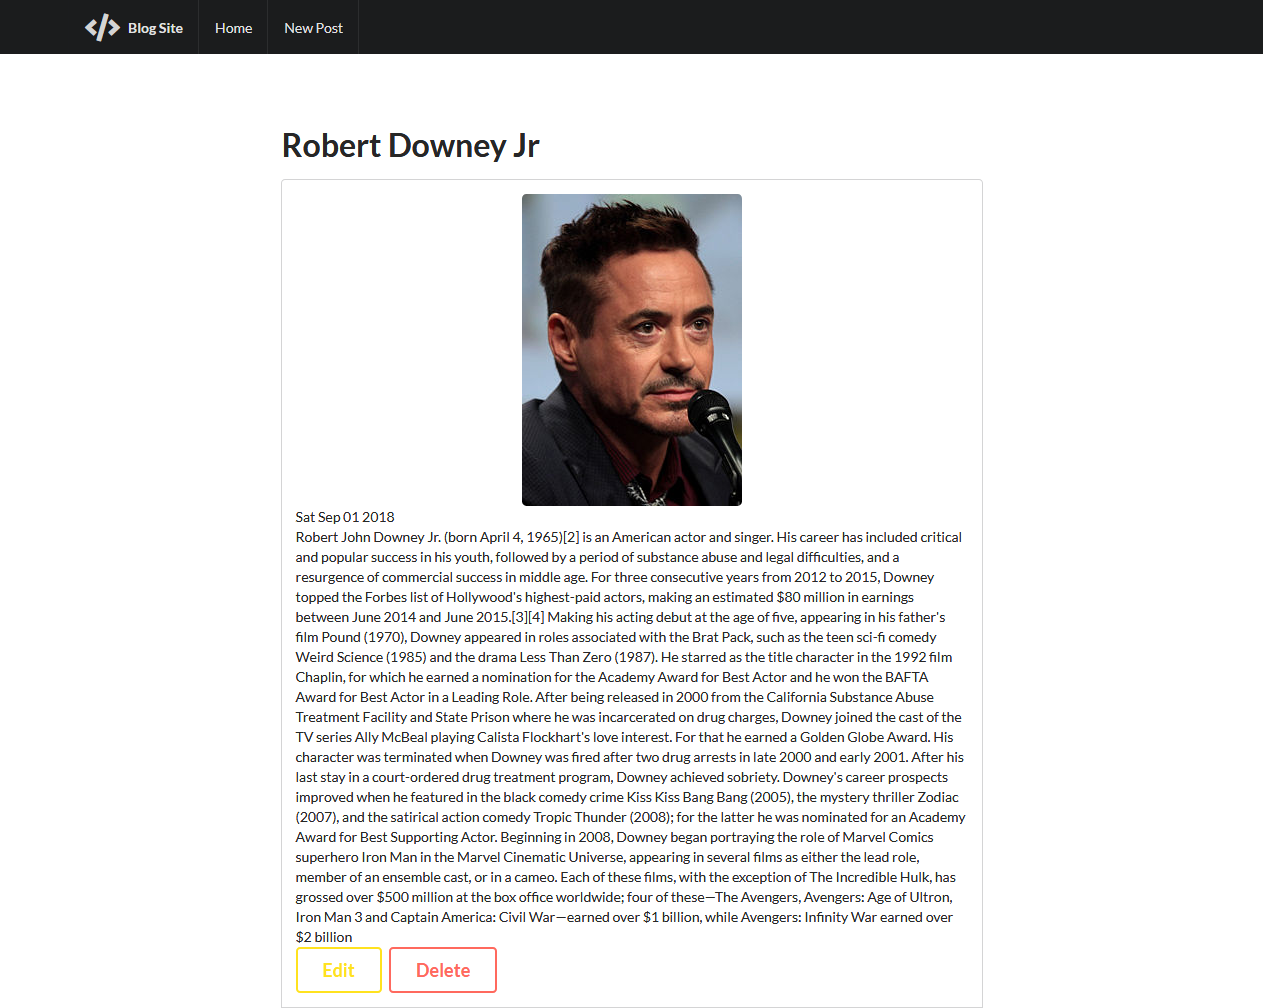 Blog Site
Home
New Post
Robert Downey Jr
Sat Sep 01 2018
Robert John Downey Jr. (born April 4, 1965)[2] is an American actor and singer. His career has included critical
and popular success in his youth, followed by a period of substance abuse and legal difficulties, and a
resurgence of commercial success in middle age. For three consecutive years from 2012 to 2015, Downey
topped the Forbes list of Hollywood's highest-paid actors, making an estimated $80 million in earnings
between June 2014 and June 2015.[3][4] Making his acting debut at the age of five, appearing in his father's
film Pound (1970), Downey appeared in roles associated with the Brat Pack, such as the teen sci-fi comedy
Weird Science (1985) and the drama Less Than Zero (1987). He starred as the title character in the 1992 film
Chaplin, for which he earned a nomination for the Academy Award for Best Actor and he won the BAFTA
Award for Best Actor in a Leading Role. After being released in 2000 from the California Substance Abuse
Treatment Facility and State Prison where he was incarcerated on drug charges, Downey joined the cast of the
TV series Ally McBeal playing Calista Flockhart's love interest. For that he earned a Golden Globe Award. His
character was terminated when Downey was fired after two drug arrests in late 2000 and early 2001. After his
last stay in a court-ordered drug treatment program, Downey achieved sobriety. Downey's career prospects
improved when he featured in the black comedy crime Kiss Kiss Bang Bang (2005), the mystery thriller Zodiac
(2007), and the satirical action comedy Tropic Thunder (2008); for the latter he was nominated for an Academy
Award for Best Supporting Actor. Beginning in 2008, Downey began portraying the role of Marvel Comics
superhero Iron Man in the Marvel Cinematic Universe, appearing in several films as either the lead role,
member of an ensemble cast, or in a cameo. Each of these films, with the exception of The Incredible Hulk, has
grossed over $500 million at the box office worldwide; four of these—The Avengers, Avengers: Age of Ultron,
Iron Man 3 and Captain America: Civil War—earned over $1 billion, while Avengers: Infinity War earned over
$2 billion
Edit
Delete